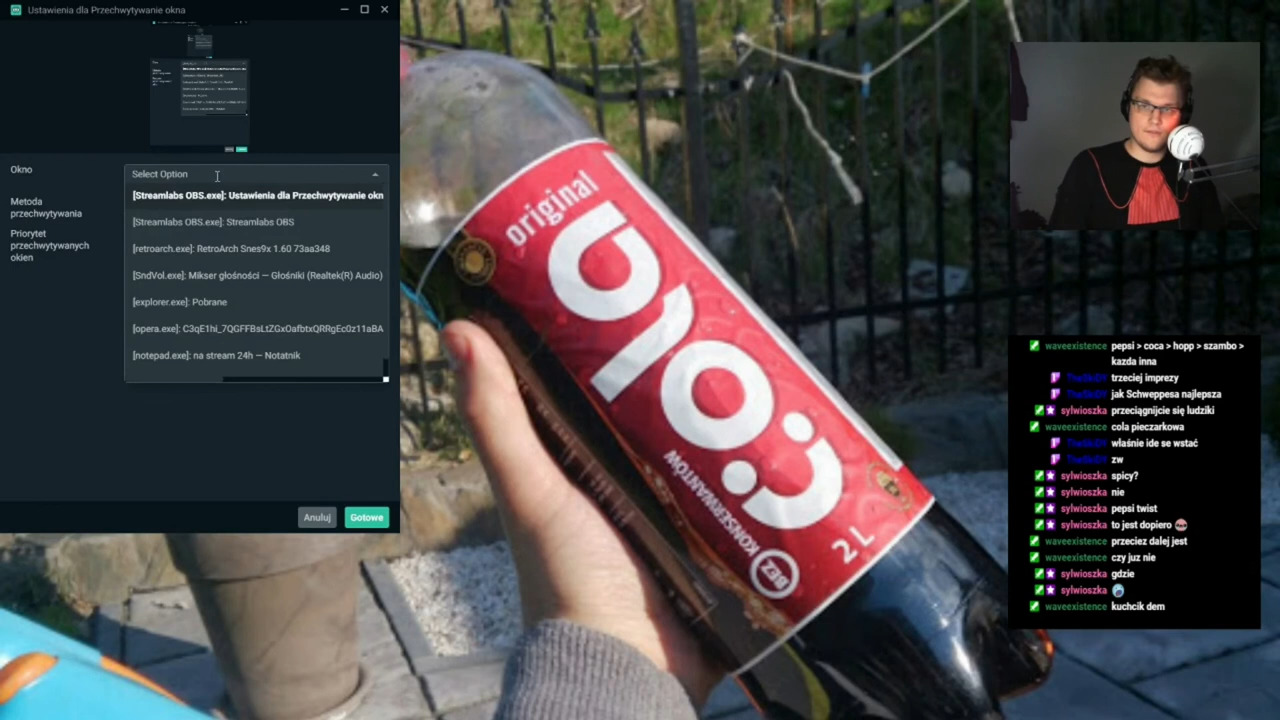 Ustawienia dla Przechwytywanie okna
Okno
Select Option
[Streamlabs OBS.exe]: Ustawienia dla Przechwytywanie okn
[Streamlabs OBS.exe]: Streamlabs OBS
[retroarch.exe]: RetroArch Snes9x 1.60 73aa348
[SndVol.exe]: Mikser głośności — Głośniki (Realtek(R) Audio)
[explorer.exe]: Pobrane
[opera.exe]: C3qE1hi_7QGFFBsLtZGxOafbtxQRRgEc0z11aBA
[notepad.exe]: na stream 24h — Notatnik
Metoda
przechwytywania
Priorytet
przechwytywanych
okien
Anuluj
Gotowe
original
cola
BEZ KONSERWANTÓW
2 L
waveexistence pepsi > coca > hopp > szambo >
kazda inna
trzeciej imprezy
jak Schweppesa najlepsza
sylwioszka przeciągnijcie się ludziki
waveexistence cola pieczarkowa
właśnie ide se wstać
zw
sylwioszka spicy?
sylwioszka nie
sylwioszka pepsi twist
sylwioszka to jest dopiero
waveexistence przeciez dalej jest
waveexistence czy juz nie
sylwioszka gdzie
sylwioszka
waveexistence kuchcik dem